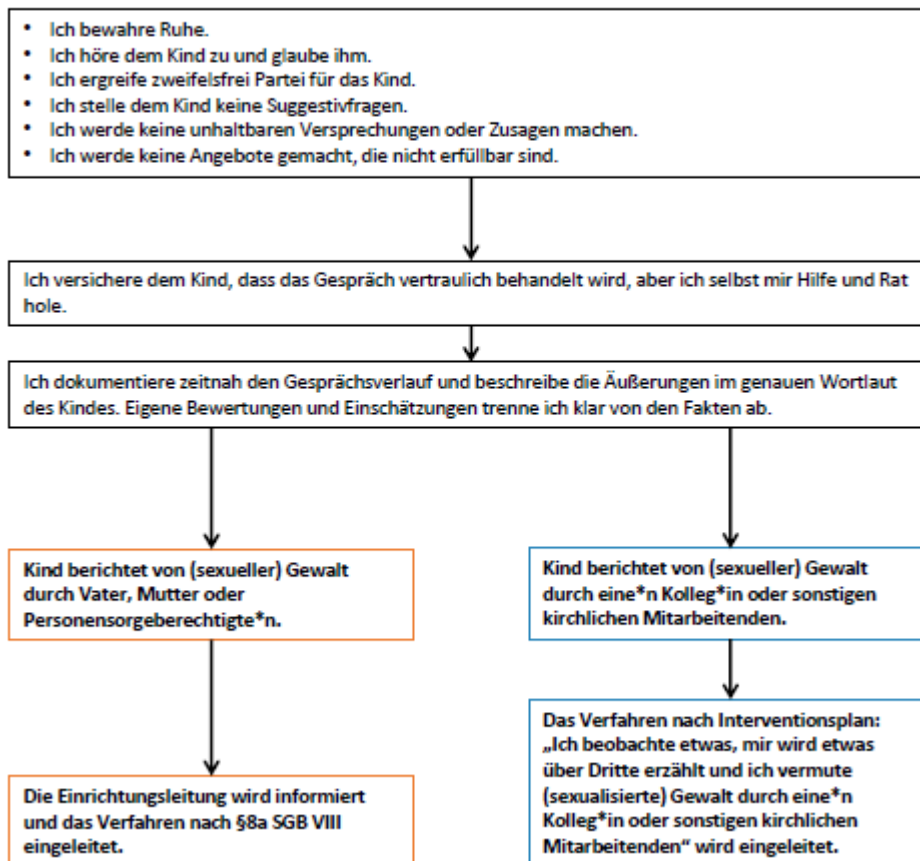 • Ich bewahre Ruhe.
• Ich höre dem Kind zu und glaube ihm.
• Ich ergreife zweifelsfrei Partei für das Kind.
• Ich stelle dem Kind keine Suggestivfragen.
• Ich werde keine unhaltbaren Versprechungen oder Zusagen machen.
• Ich werde keine Angebote gemacht, die nicht erfüllbar sind.
Ich versichere dem Kind, dass das Gespräch vertraulich behandelt wird, aber ich selbst mir Hilfe und Rat
hole.
Ich dokumentiere zeitnah den Gesprächsverlauf und beschreibe die Äußerungen im genauen Wortlaut
des Kindes. Eigene Bewertungen und Einschätzungen trenne ich klar von den Fakten ab.
Kind berichtet von (sexueller) Gewalt
durch Vater, Mutter oder
Personensorgeberechtigte*n.
Die Einrichtungsleitung wird informiert
und das Verfahren nach §8a SGB VIII
eingeleitet.
Kind berichtet von (sexueller) Gewalt
durch eine*n Kolleg*in oder sonstigen
kirchlichen Mitarbeitenden.
Das Verfahren nach Interventionsplan:
„Ich beobachte etwas, mir wird etwas
über Dritte erzählt und ich vermute
(sexualisierte) Gewalt durch eine*n
Kolleg*in oder sonstigen kirchlichen
Mitarbeitenden“ wird eingeleitet.